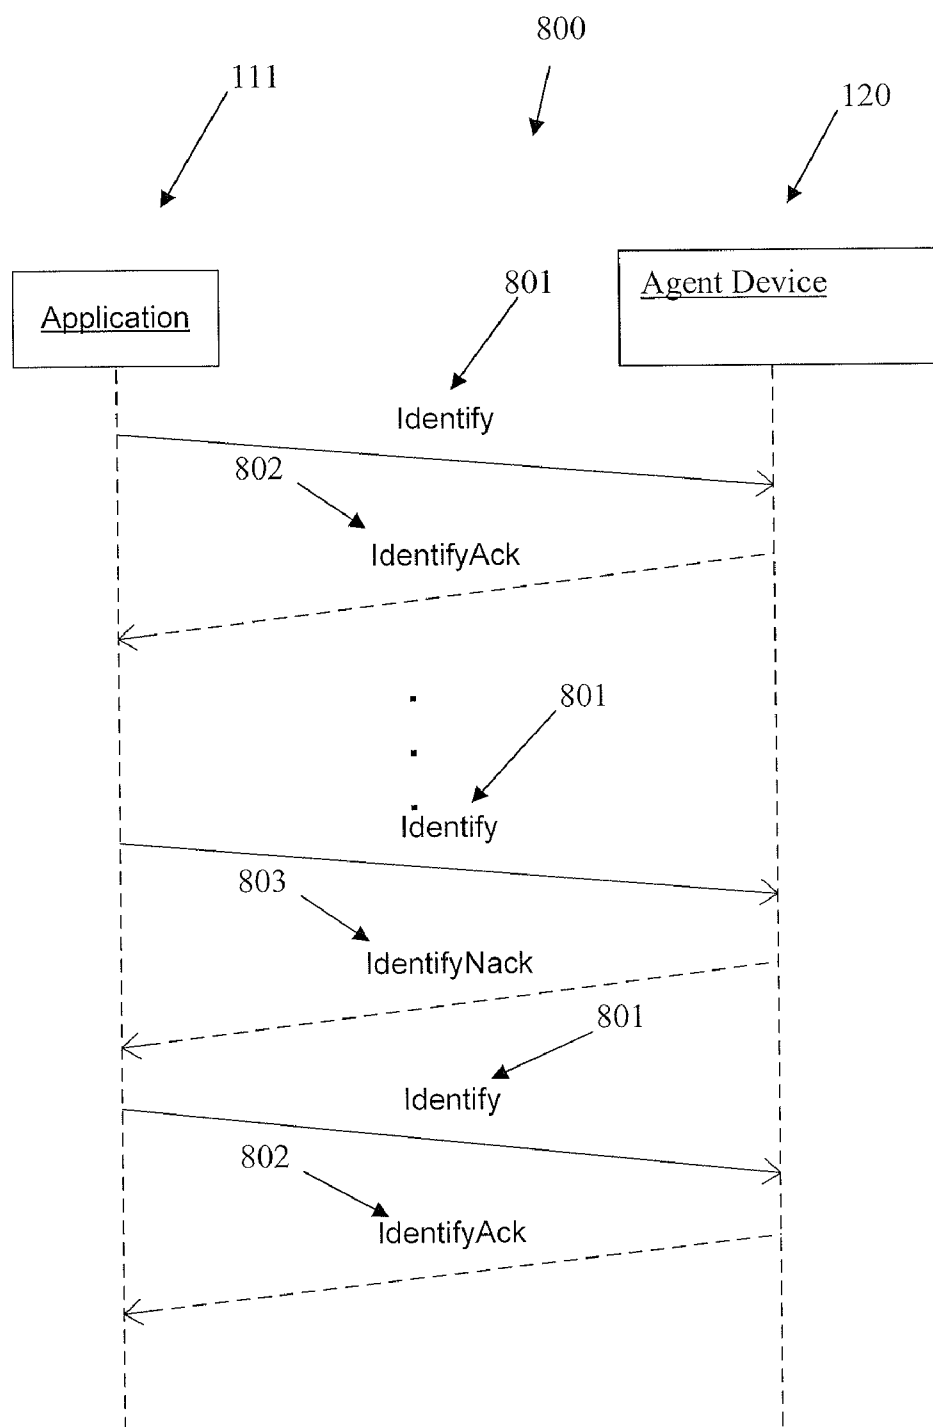 800
111
120
Application
Agent Device
801
Identify
802
IdentifyAck
801
Identify
803
IdentifyNack
801
Identify
802
IdentifyAck